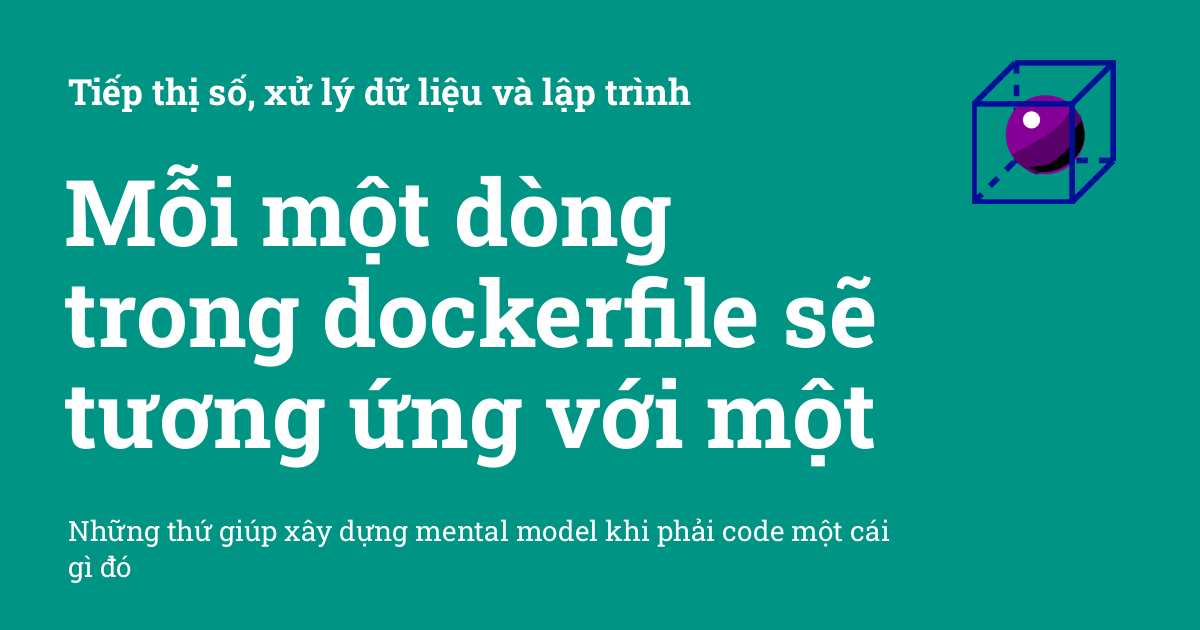 Tiếp thị số, xử lý dữ liệu và lập trình
Mỗi một dòng
trong dockerfile sẽ
tương ứng với một
Những thứ giúp xây dựng mental model khi phải code một cái
gì đó